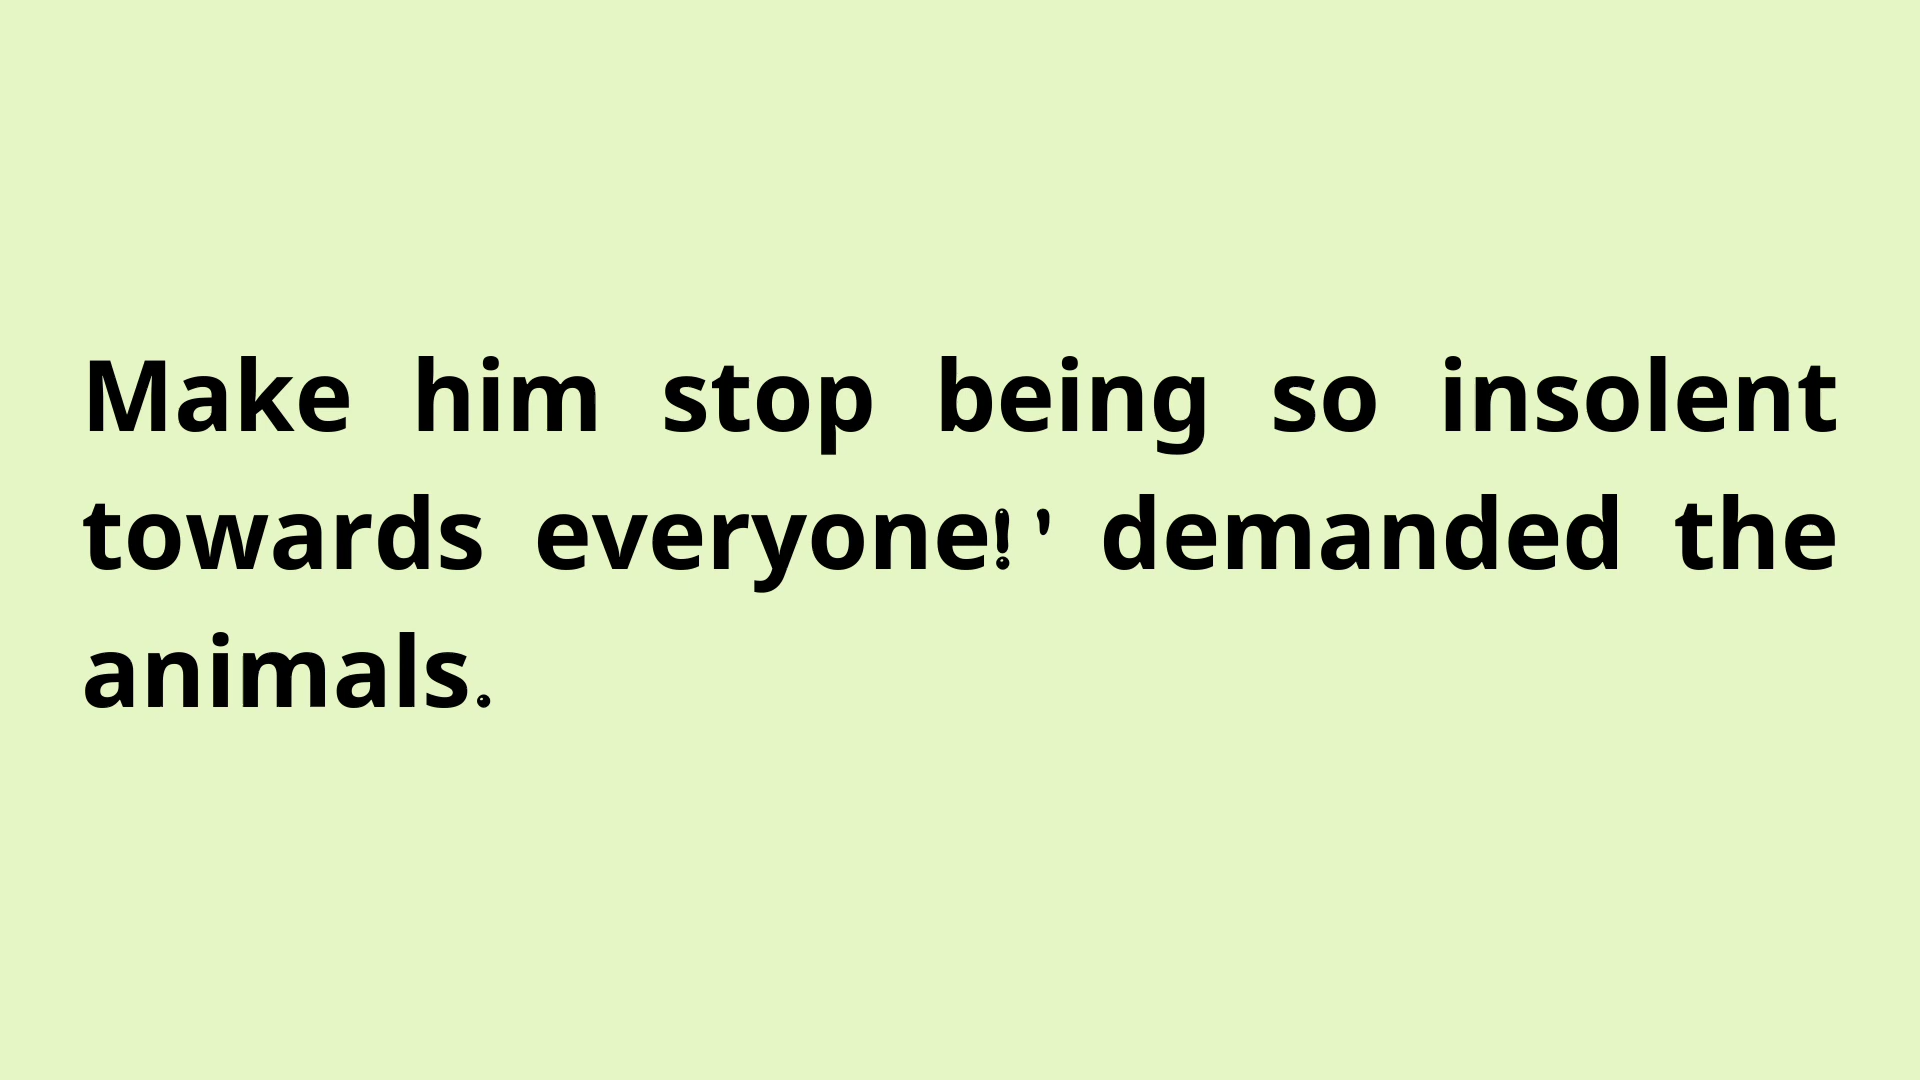 Make him stop being so insolent
towards everyone! ' demanded the
animals.